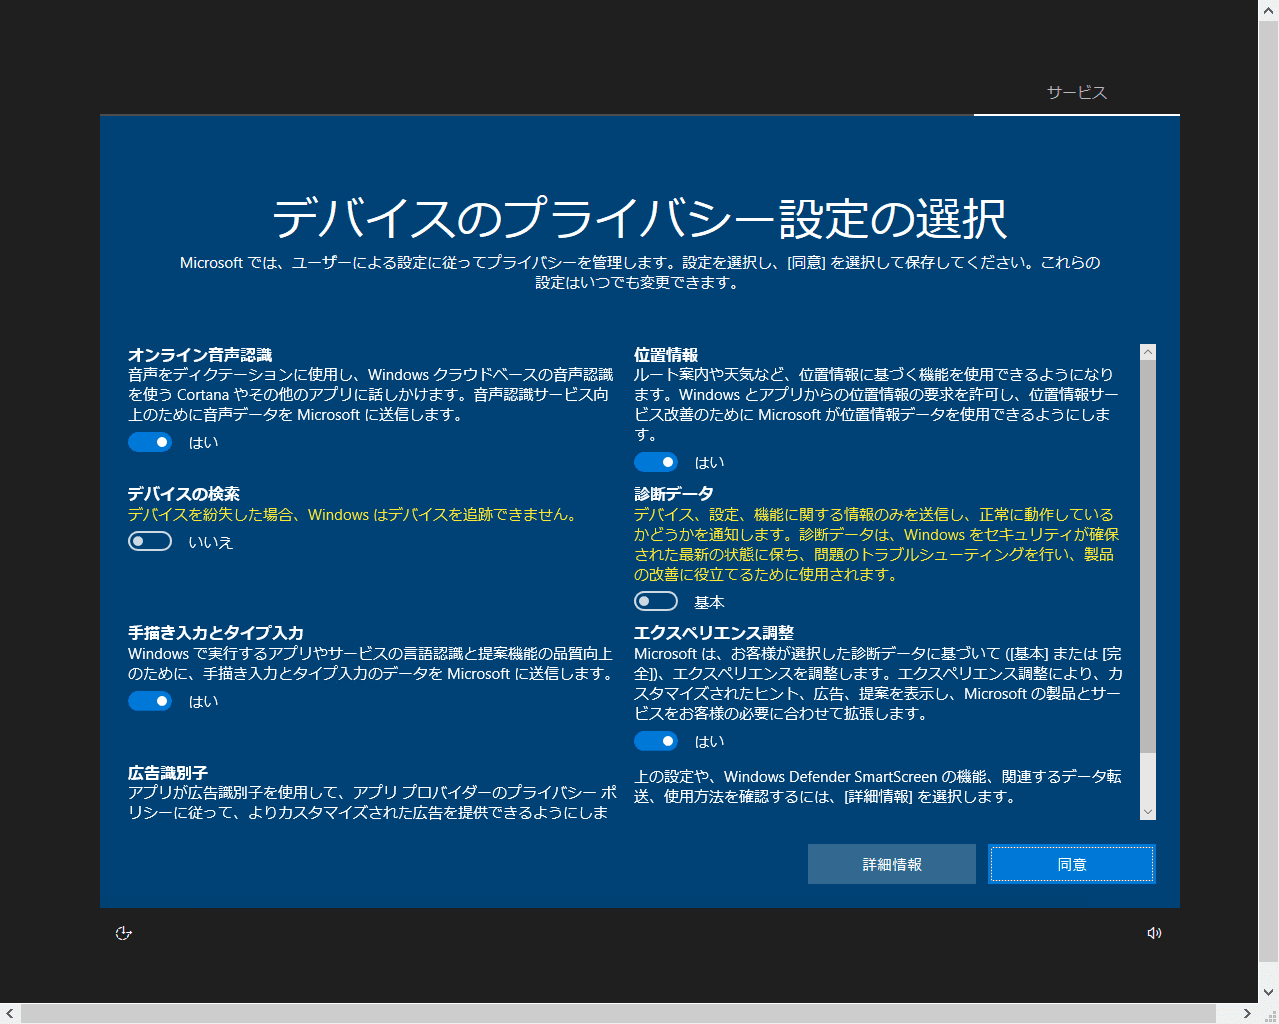 サービス
デバイスのプライバシー設定の選択
Microsoft では、ユーザーによる設定に従ってプライバシーを管理します。設定を選択し、[同意] を選択して保存してください。これらの
設定はいつでも変更できます。
オンライン音声認識
音声をディクテーションに使用し、Windows クラウドベースの音声認識
を使う Cortana やその他のアプリに話しかけます。音声認識サービス向
上のために音声データを Microsoft に送信します。
はい
デバイスの検索
デバイスを紛失した場合、Windows はデバイスを追跡できません。
いいえ
手描き入力とタイプ入力
Windows で実行するアプリやサービスの言語認識と提案機能の品質向上
のために、手描き入力とタイプ入力のデータを Microsoft に送信します。
はい
広告識別子
アプリが広告識別子を使用して、アプリ プロバイダーのプライバシー ポ
リシーに従って、よりカスタマイズされた広告を提供できるようにしま
位置情報
ルート案内や天気など、位置情報に基づく機能を使用できるようになり
ます。Windows とアプリからの位置情報の要求を許可し、位置情報サー
ビス改善のために Microsoft が位置情報データを使用できるようにしま
す。
はい
診断データ
デバイス、設定、機能に関する情報のみを送信し、正常に動作している
かどうかを通知します。診断データは、Windows をセキュリティが確保
された最新の状態に保ち、問題のトラブルシューティングを行い、製品
の改善に役立てるために使用されます。
基本
エクスペリエンス調整
Microsoft は、お客様が選択した診断データに基づいて ([基本] または [完
全])、エクスペリエンスを調整します。エクスペリエンス調整により、カ
スタマイズされたヒント、広告、提案を表示し、Microsoft の製品とサー
ビスをお客様の必要に合わせて拡張します。
はい
上の設定や、Windows Defender SmartScreen の機能、関連するデータ転
送、使用方法を確認するには、[詳細情報] を選択します。
詳細情報
同意